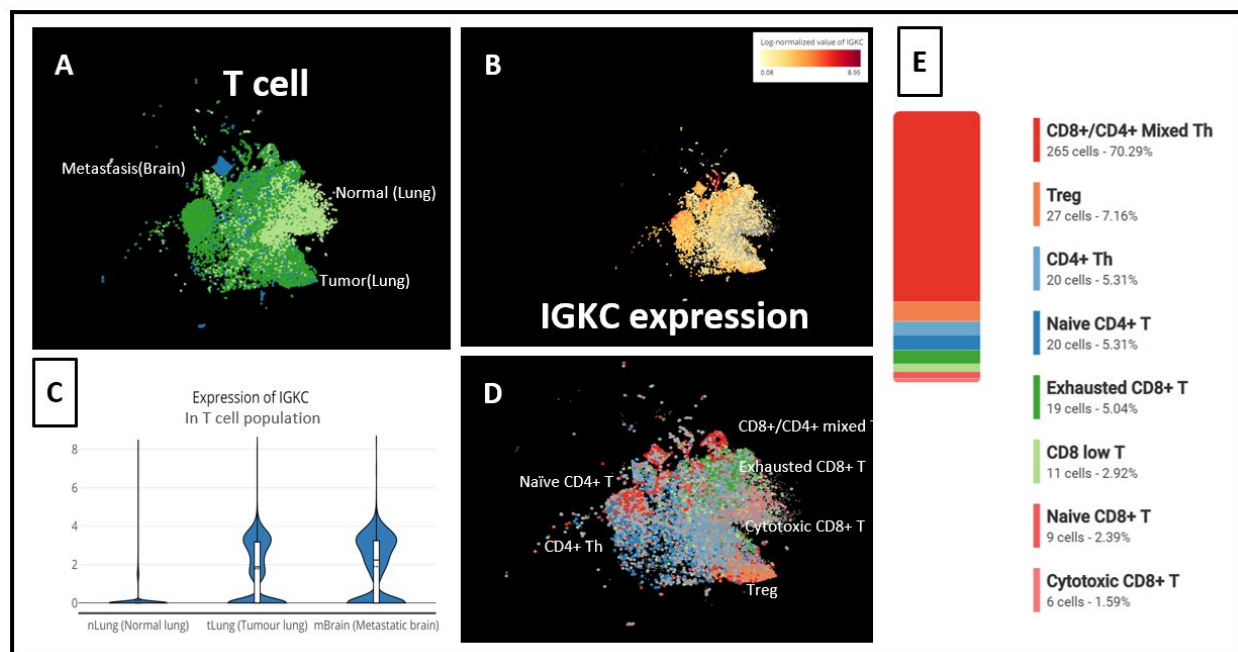 A
T cell
Metastasis(Brain)
Normal (Lung)
Tumor(Lung)
B
Log-normalized value of IGKC
0.08 8.95
IGKC expression
C
Expression of IGKC
In T cell population
8
6
4
2
0
nLung (Normal lung) tLung (Tumour lung) mBrain (Metastatic brain)
D
CD8+/CD4+ mixed T
Exhausted CD8+ T
Naïve CD4+ T
Cytotoxic CD8+ T
CD4+ Th
Treg
E
CD8+/CD4+ Mixed Th
265 cells - 70.29%
Treg
27 cells - 7.16%
CD4+ Th
20 cells - 5.31%
Naive CD4+ T
20 cells - 5.31%
Exhausted CD8+ T
19 cells - 5.04%
CD8 low T
11 cells - 2.92%
Naive CD8+ T
9 cells - 2.39%
Cytotoxic CD8+ T
6 cells - 1.59%